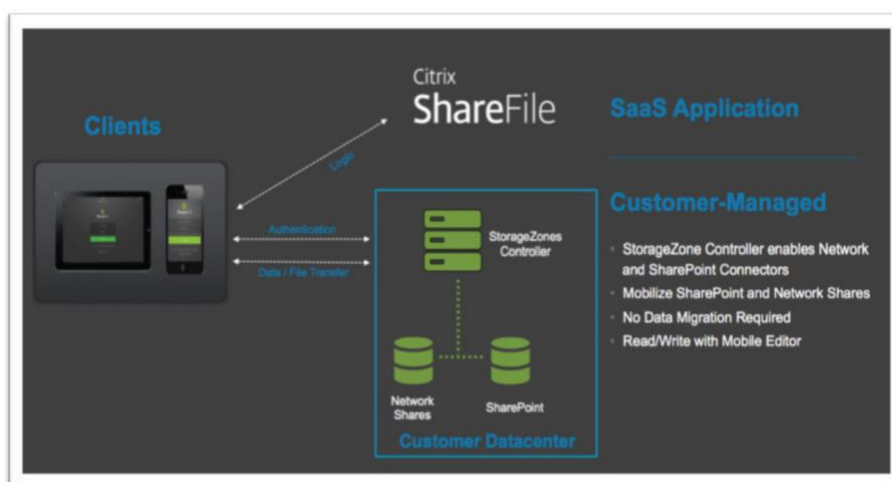 Citrix
ShareFile
SaaS Application
Clients
Login
Customer-Managed
Authentication
StorageZones
Controller
Data / File Transfer
StorageZone Controller enables Network
and SharePoint Connectors
Mobilize SharePoint and Network Shares
No Data Migration Required
Read/Write with Mobile Editor
Network
Shares
SharePoint
Customer Datacenter